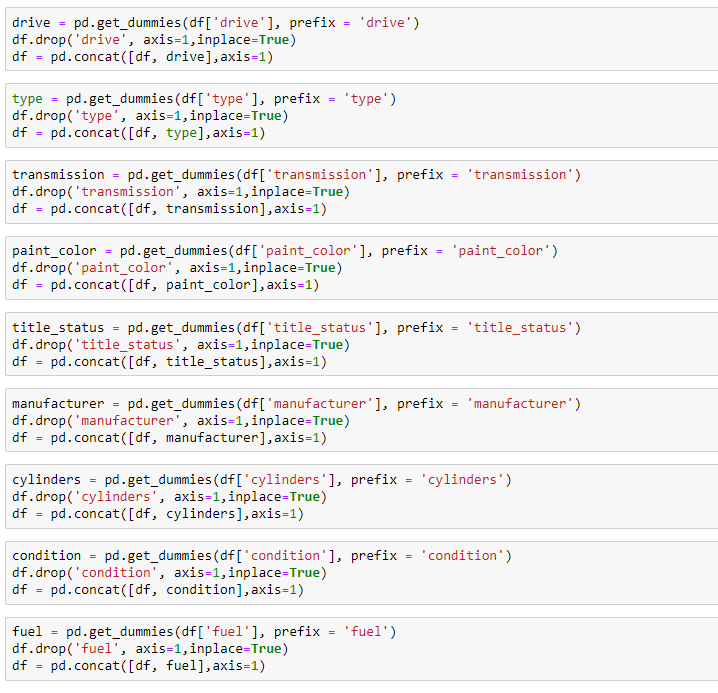 drive = pd.get_dummies(df['drive'], prefix = 'drive')
df.drop('drive', axis=1,inplace=True)
df = pd.concat([df, drive],axis=1)
type = pd.get_dummies(df['type'], prefix = 'type')
df.drop('type', axis=1,inplace=True)
df = pd.concat([df, type],axis=1)
transmission = pd.get_dummies(df['transmission'], prefix = 'transmission')
df.drop('transmission', axis=1,inplace=True)
df = pd.concat([df, transmission],axis=1)
paint_color = pd.get_dummies(df['paint_color'], prefix = 'paint_color')
df.drop('paint_color', axis=1,inplace=True)
df = pd.concat([df, paint_color],axis=1)
title_status = pd.get_dummies(df['title_status'], prefix = 'title_status')
df.drop('title_status', axis=1,inplace=True)
df = pd.concat([df, title_status],axis=1)
manufacturer = pd.get_dummies(df['manufacturer'], prefix = 'manufacturer')
df.drop('manufacturer', axis=1,inplace=True)
df = pd.concat([df, manufacturer],axis=1)
cylinders = pd.get_dummies(df['cylinders'], prefix = 'cylinders')
df.drop('cylinders', axis=1,inplace=True)
df = pd.concat([df, cylinders],axis=1)
condition = pd.get_dummies(df['condition'], prefix = 'condition')
df.drop('condition', axis=1,inplace=True)
df = pd.concat([df, condition],axis=1)
fuel = pd.get_dummies(df['fuel'], prefix = 'fuel')
df.drop('fuel', axis=1,inplace=True)
df = pd.concat([df, fuel],axis=1)